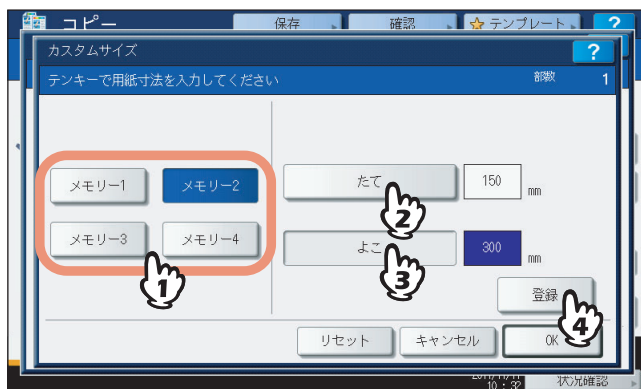 コピー
保存
確認
テンプレート
?
カスタムサイズ
?
テンキーで用紙寸法を入力してください
部数 1
メモリー1
メモリー2
たて
150
mm
2
メモリー3
メモリー4
よこ
300
mm
1
3
登録
4
リセット
キャンセル
OK
10 : 32
状況確認